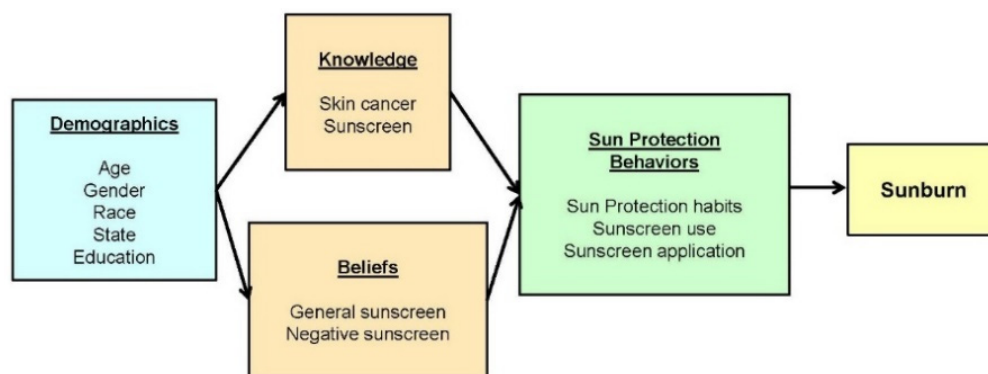 Demographics
Age
Gender
Race
State
Education
Knowledge
Skin cancer
Sunscreen
Beliefs
General sunscreen
Negative sunscreen
Sun Protection
Behaviors
Sun Protection habits
Sunscreen use
Sunscreen application
Sunburn